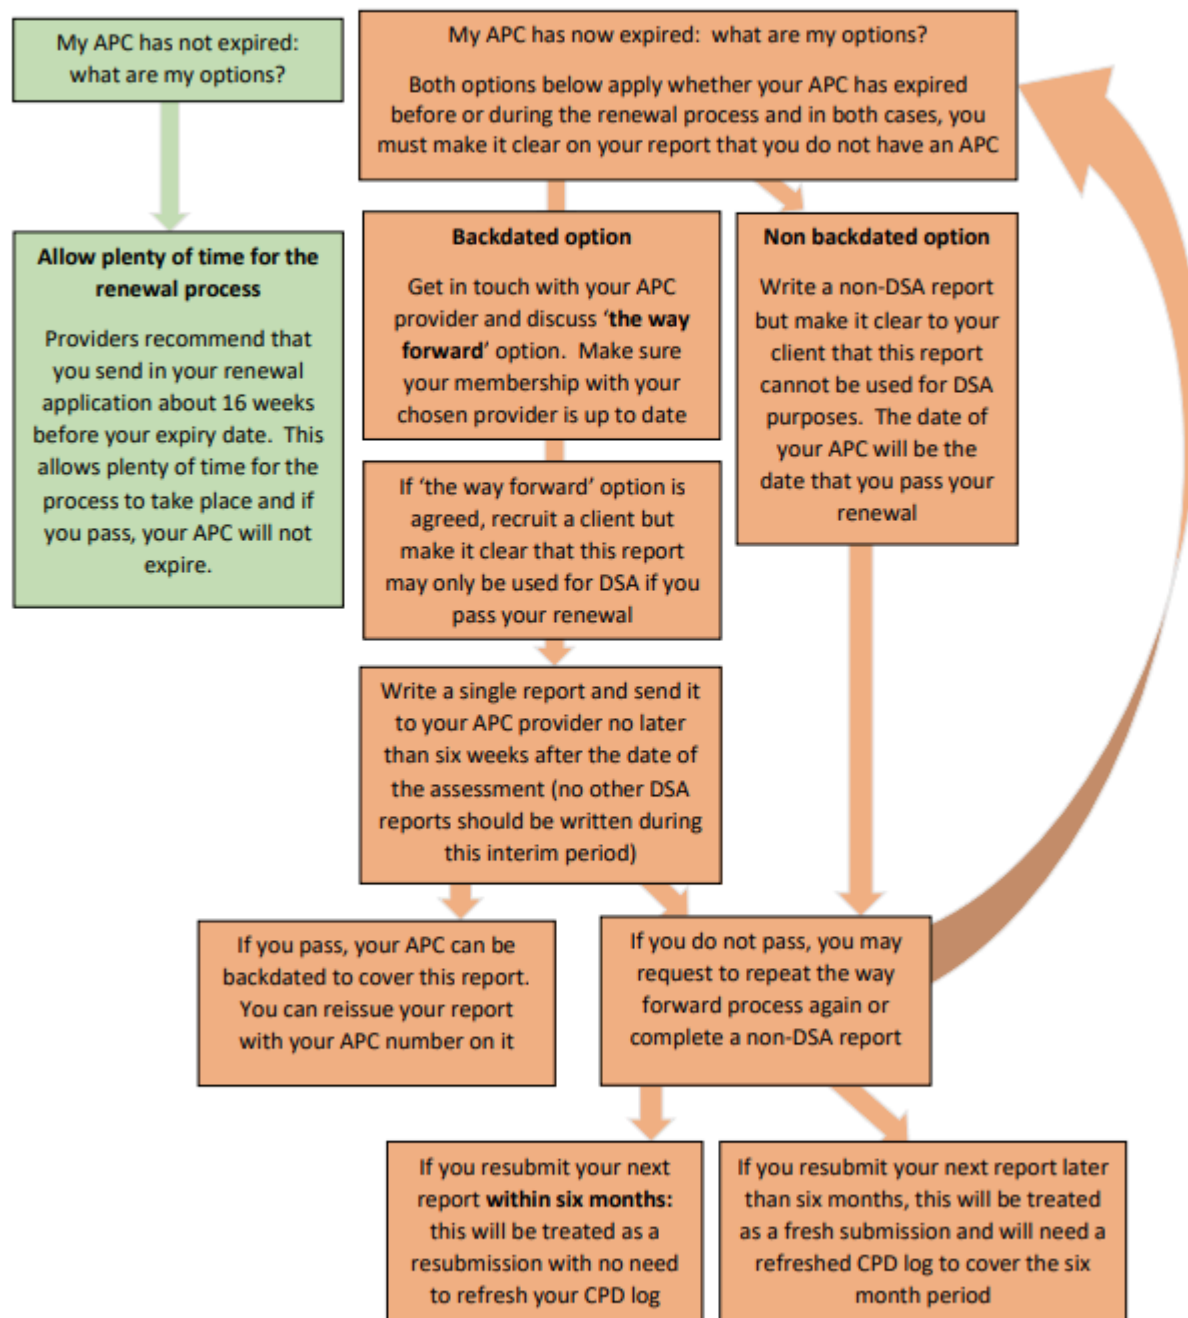 My APC has not expired:
what are my options?
My APC has now expired:  what are my options?
Both options below apply whether your APC has expired
before or during the renewal process and in both cases, you
must make it clear on your report that you do not have an APC
Allow plenty of time for the
renewal process
Providers recommend that
you send in your renewal
application about 16 weeks
before your expiry date.  This
allows plenty of time for the
process to take place and if
you pass, your APC will not
expire.
Backdated option
Get in touch with your APC
provider and discuss ‘the way
forward’ option.  Make sure
your membership with your
chosen provider is up to date
Non backdated option
Write a non-DSA report
but make it clear to your
client that this report
cannot be used for DSA
purposes.  The date of
your APC will be the
date that you pass your
renewal
If ‘the way forward’ option is
agreed, recruit a client but
make it clear that this report
may only be used for DSA if you
pass your renewal
Write a single report and send it
to your APC provider no later
than six weeks after the date of
the assessment (no other DSA
reports should be written during
this interim period)
If you pass, your APC can be
backdated to cover this report.
You can reissue your report
with your APC number on it
If you do not pass, you may
request to repeat the way
forward process again or
complete a non-DSA report
If you resubmit your next
report within six months:
this will be treated as a
resubmission with no need
to refresh your CPD log
If you resubmit your next report later
than six months, this will be treated
as a fresh submission and will need a
refreshed CPD log to cover the six
month period